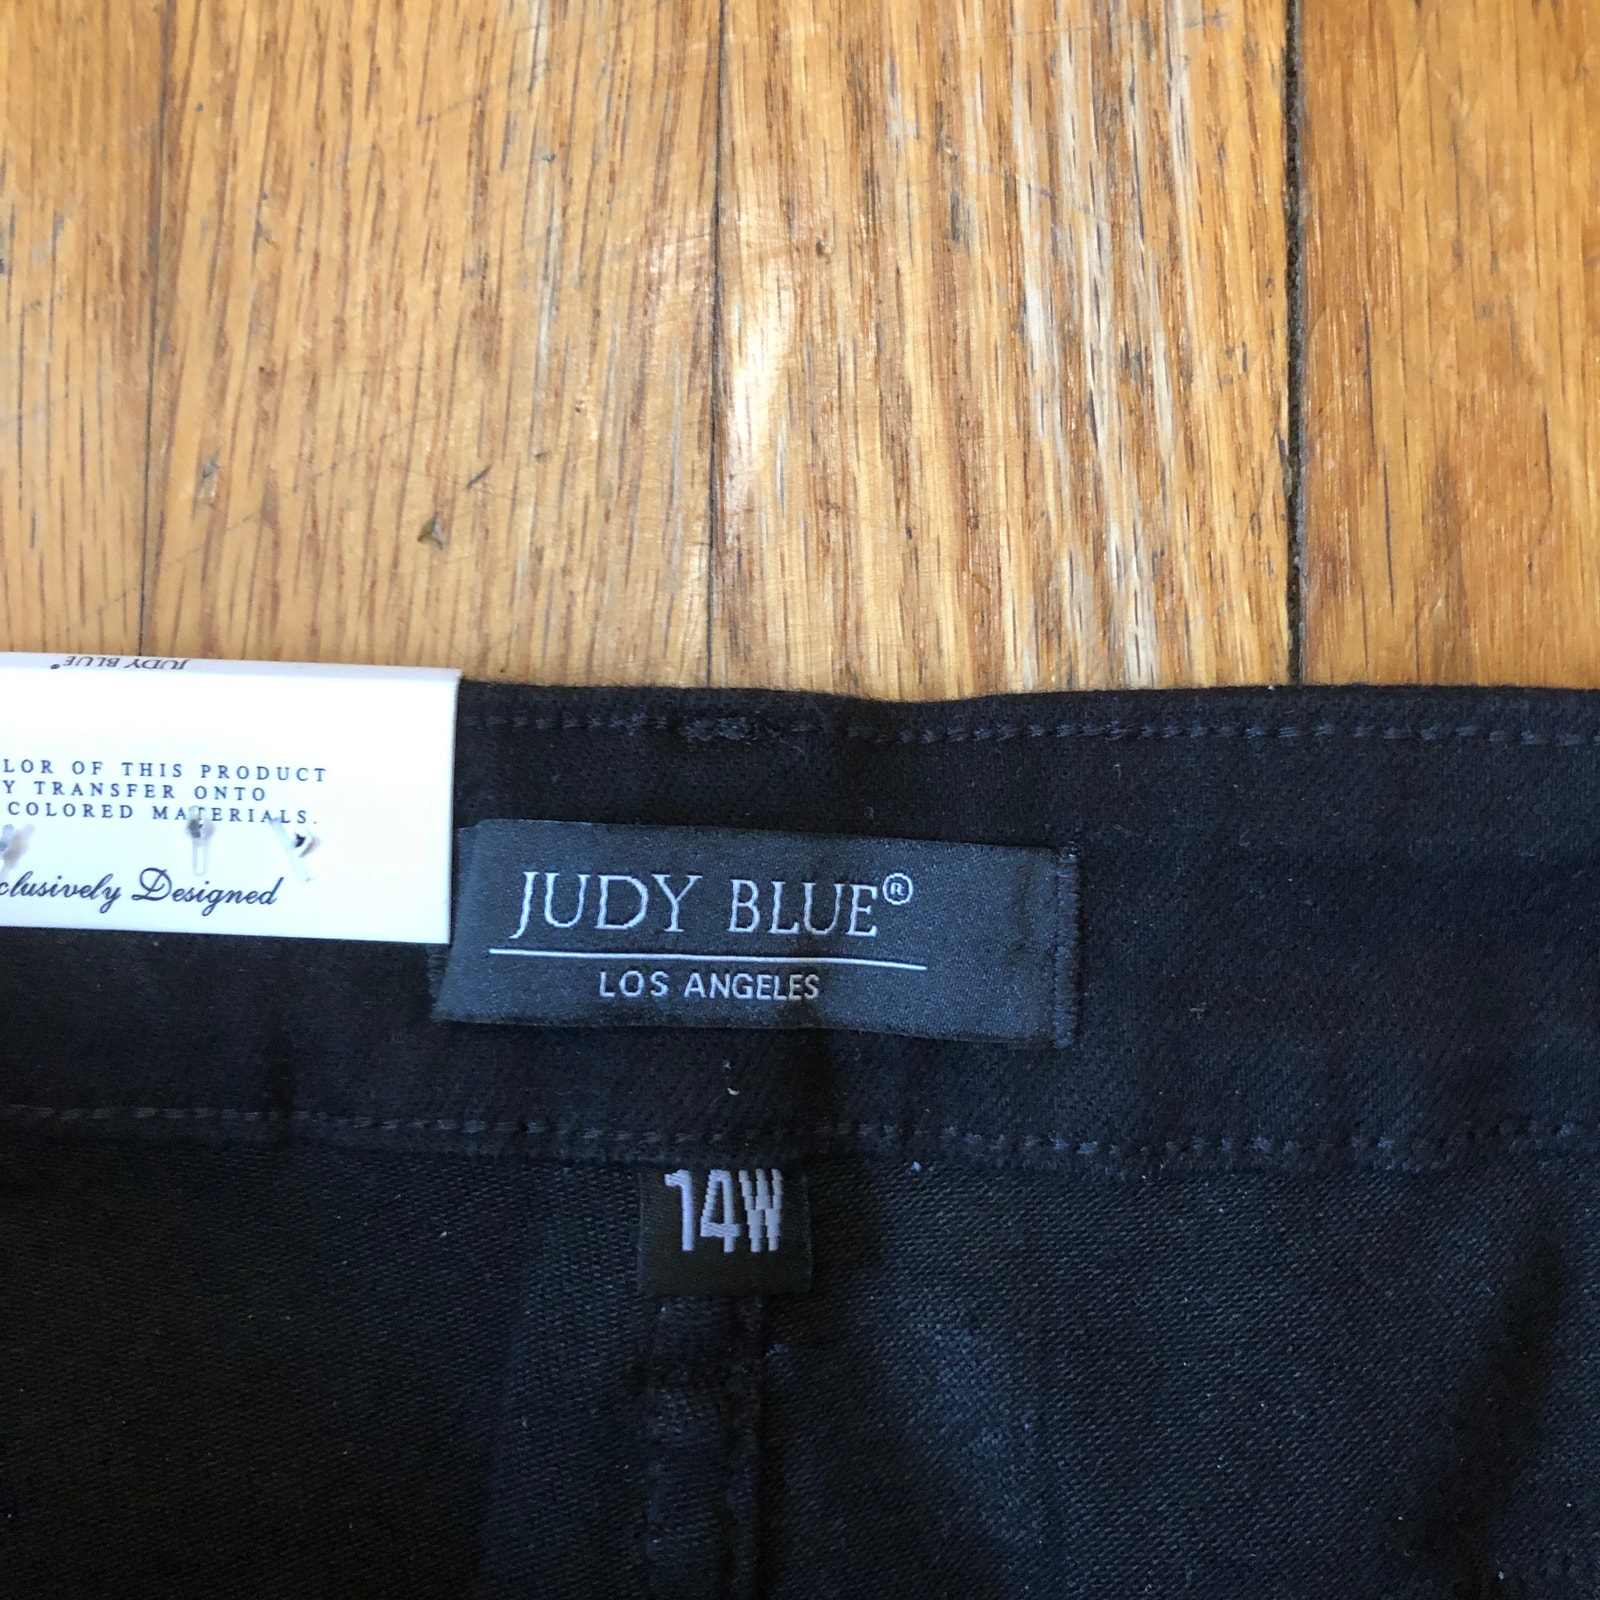 JUDY BLUE®
LOR OF THIS PRODUCT
Y TRANSFER ONTO
COLORED MATERIALS.
clusively Designed
JUDY BLUE®
LOS ANGELES
14W